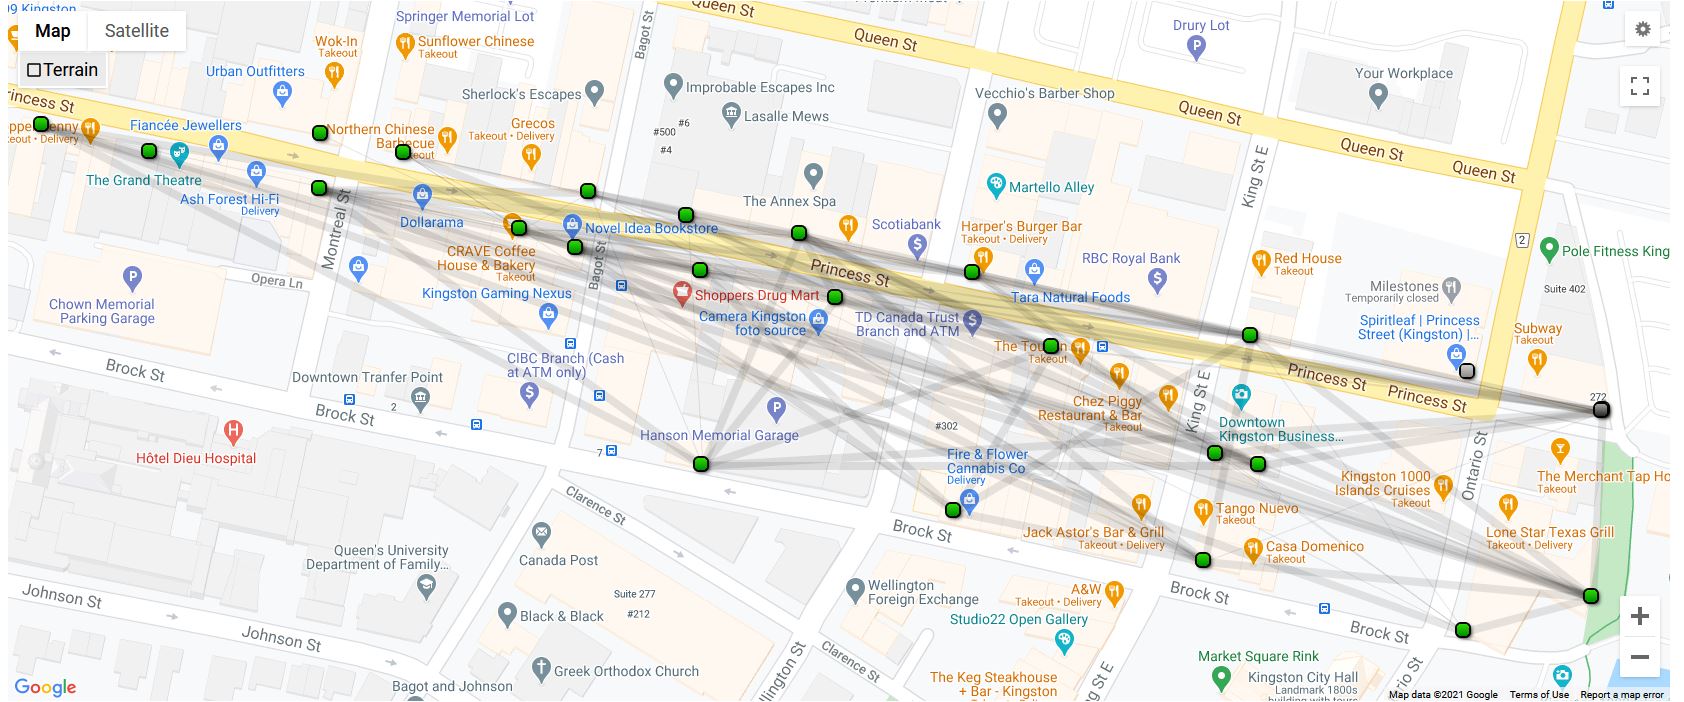 99 Kingston
Map
Satellite
Terrain
Springer Memorial Lot
Wok-In
Takeout
Sunflower Chinese
Takeout
Urban Outfitters
Bagot St
Queen St
Queen St
Drury Lot
Your Workplace
Queen St
Queen St
Queen St
Princess St
Takeout • Delivery
Fiancée Jewellers
The Grand Theatre
Ash Forest Hi-Fi
Delivery
Northern Chinese
Barbecue
Sherlock's Escapes
Grecos
Takeout • Delivery
Improbable Escapes Inc
Lasalle Mews
#6
#500
#4
Vecchio's Barber Shop
Martello Alley
The Annex Spa
Scotiabank
Harper's Burger Bar
Takeout • Delivery
King St E
2
Pole Fitness King
Red House
Takeout
RBC Royal Bank
Tara Natural Foods
Milestones
Temporarily closed
Suite 402
Spiritleaf | Princess
Street (Kingston) |...
Subway
Takeout
Montreal St
Dollarama
Novel Idea Bookstore
CRAVE Coffee
House & Bakery
Takeout
Bagot St
Opera Ln
Chown Memorial
Parking Garage
Kingston Gaming Nexus
Shoppers Drug Mart
Princess St
Camera Kingston
foto source
TD Canada Trust
Branch and ATM
Takeout
Brock St
Downtown Tranfer Point
2
Brock St
CIBC Branch (Cash
at ATM only)
Hanson Memorial Garage
7
Chez Piggy
Restaurant & Bar
Takeout
King St E
Princess St
Princess St
272
Downtown
Kingston Business...
#302
Fire & Flower
Cannabis Co
Delivery
Hôtel Dieu Hospital
Kingston 1000
Islands Cruises
Takeout
Ontario St
The Merchant Tap Ho
Takeout
Clarence St
Brock St
Jack Astor's Bar & Grill
Takeout • Delivery
Tango Nuevo
Takeout
Casa Domenico
Takeout
Lone Star Texas Grill
Takeout • Delivery
Queen's University
Department of Family...
Canada Post
Johnson St
Johnson St
Suite 277
#212
Black & Black
Wellington
Foreign Exchange
A&W
Takeout • Delivery
Studio22 Open Gallery
Brock St
Brock St
Clarence St
Greek Orthodox Church
Bagot and Johnson
The Keg Steakhouse
+ Bar - Kingston
Market Square Rink
Kingston City Hall
Landmark 1800s
building with tours
Google
Map data ©2021 Google
Terms of Use
Report a map error